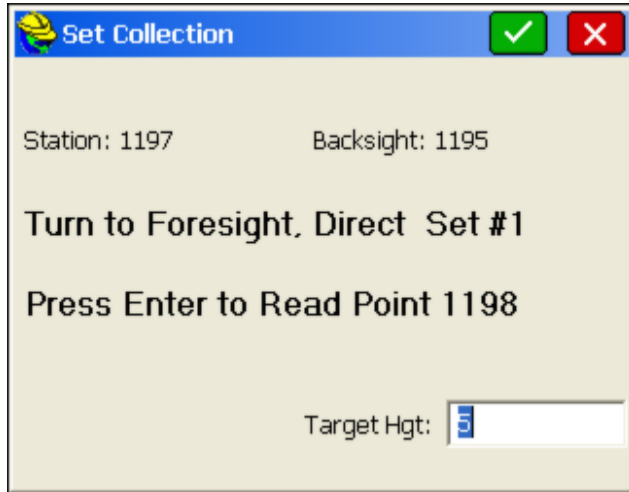 Set Collection
Station: 1197 Backsight: 1195
Turn to Foresight, Direct  Set #1
Press Enter to Read Point 1198
Target Hgt: 5